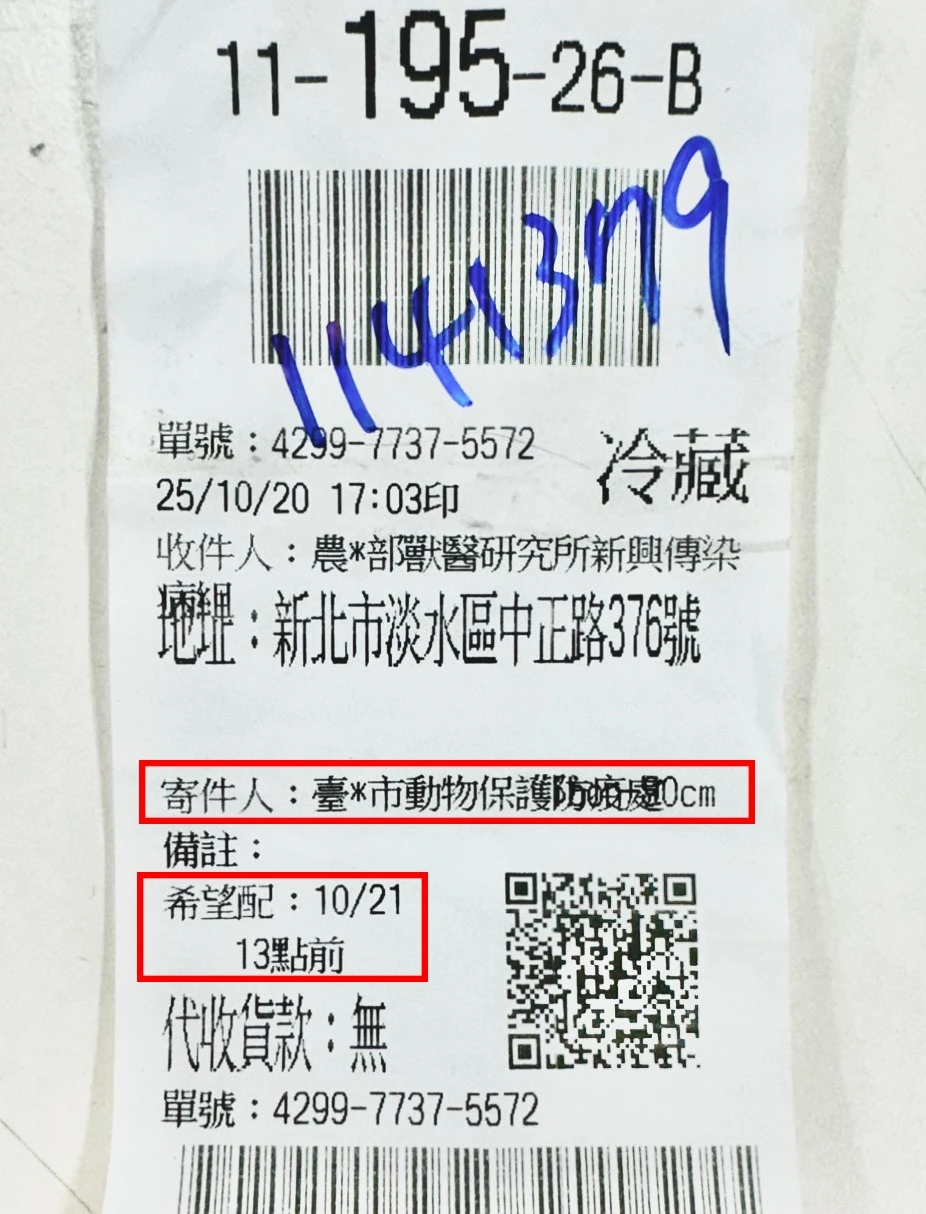 11-195-26-B
1141379
單號：4299-7737-5572
冷藏
25/10/20 17:03印
收件人：農*部獸醫研究所新興傳染
地址：新北市淡水區中正路376號
寄件人：臺*市動物保護防疫處 90cm
備註：
希望配：10/21
13點前
代收貨款：無
單號：4299-7737-5572